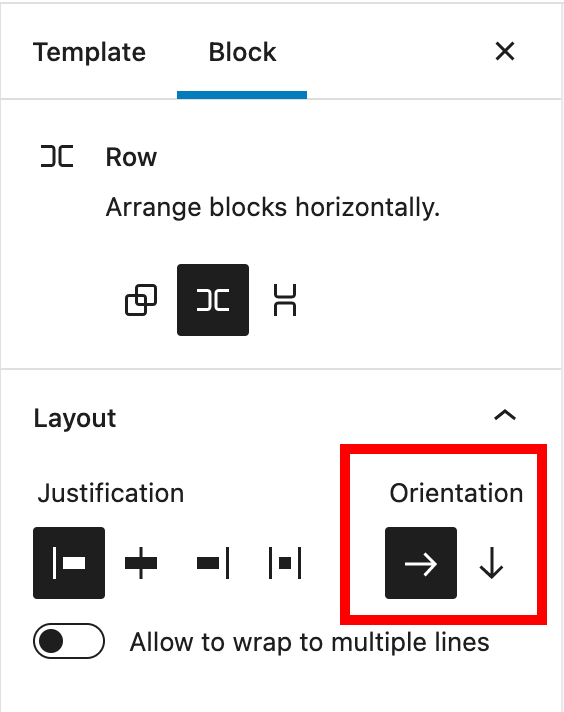 Template Block
Row
Arrange blocks horizontally.
Layout
Justification Orientation
Allow to wrap to multiple lines